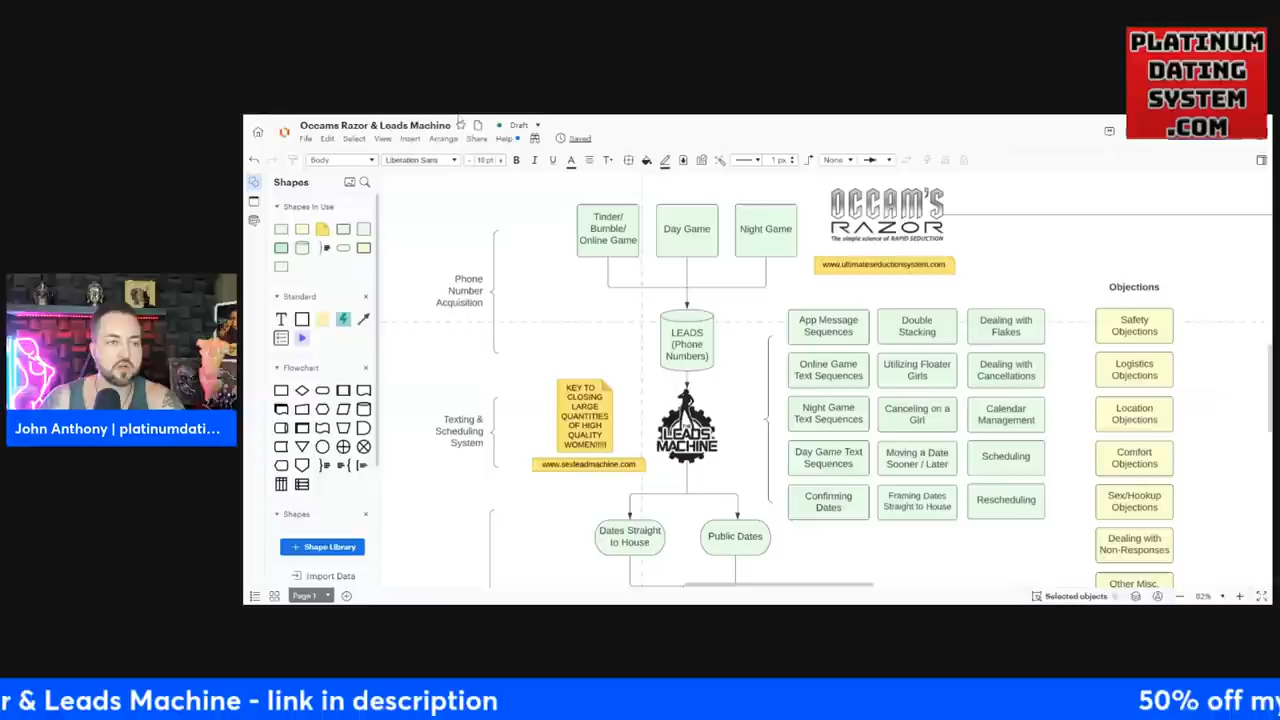 PLATINUM
DATING
SYSTEM
.COM
Occams Razor & Leads Machine
Draft
File
Edit
Select
View
Insert
Arrange
Share
Help
Saved
Body
Liberation Sans
- 10 pt +
B
I
U
A
T
1 px
None
Shapes
Shapes In Use
Standard
T
Flowchart
Shapes
+ Shape Library
Import Data
Page 1
Phone
Number
Acquisition
Tinder/
Bumble/
Online Game
Day Game
Night Game
OCCAM'S
RAZOR
The simple science of RAPID SEDUCTION
www.ultimateseductionsystem.com
LEADS
(Phone
Numbers)
Texting &
Scheduling
System
KEY TO
CLOSING
LARGE
QUANTITIES
OF HIGH
QUALITY
WOMEN!!!!!
www.sexleadmachine.com
THE
LEADS
MACHINE
Dates Straight
to House
Public Dates
App Message
Sequences
Double
Stacking
Dealing with
Flakes
Online Game
Text Sequences
Utilizing Floater
Girls
Dealing with
Cancellations
Night Game
Text Sequences
Canceling on a
Girl
Calendar
Management
Day Game Text
Sequences
Moving a Date
Sooner / Later
Scheduling
Confirming
Dates
Framing Dates
Straight to House
Rescheduling
Objections
Safety
Objections
Logistics
Objections
Location
Objections
Comfort
Objections
Sex/Hookup
Objections
Dealing with
Non-Responses
Other Misc.
Selected objects
82%
John Anthony | platinumdati...
r & Leads Machine - link in description
50% off my